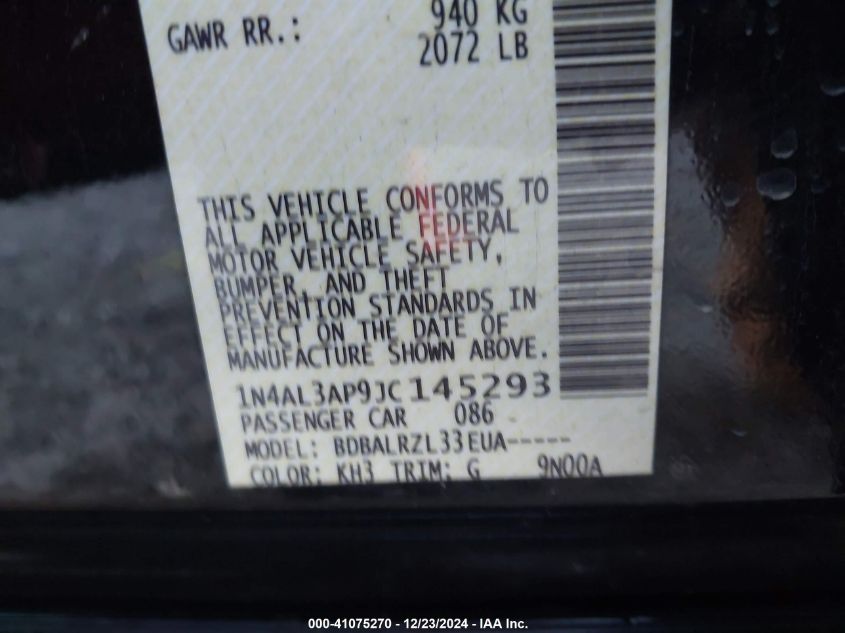 GAWR RR.: 940 KG
2072 LB
THIS VEHICLE CONFORMS TO
ALL APPLICABLE FEDERAL
MOTOR VEHICLE SAFETY,
BUMPER, AND THEFT
PREVENTION STANDARDS IN
EFFECT ON THE DATE OF
MANUFACTURE SHOWN ABOVE.
1N4AL3AP9JC145293
PASSENGER CAR 086
MODEL: BDBALRZL33EUA-----
COLOR: KH3 TRIM: G 9N00A
000-41075270 - 12/23/2024 - IAA Inc.